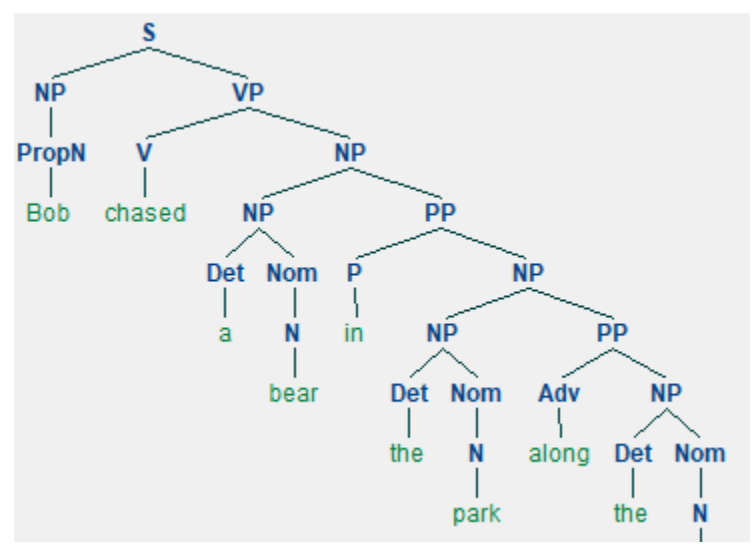 S
NP VP
PropN V NP
Bob chased NP PP
Det Nom P NP
a N in NP PP
bear Det Nom Adv NP
the N along Det Nom
park the N